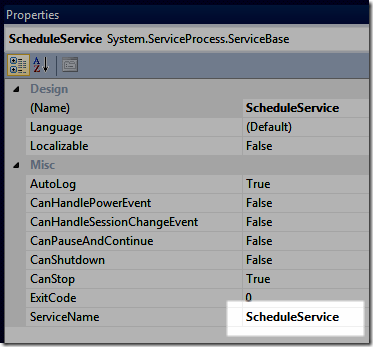 Properties
ScheduleService System.ServiceProcess.ServiceBase
Design
(Name) ScheduleService
Language (Default)
Localizable False
Misc
AutoLog True
CanHandlePowerEvent False
CanHandleSessionChangeEvent False
CanPauseAndContinue False
CanShutdown False
CanStop True
ExitCode 0
ServiceName ScheduleService